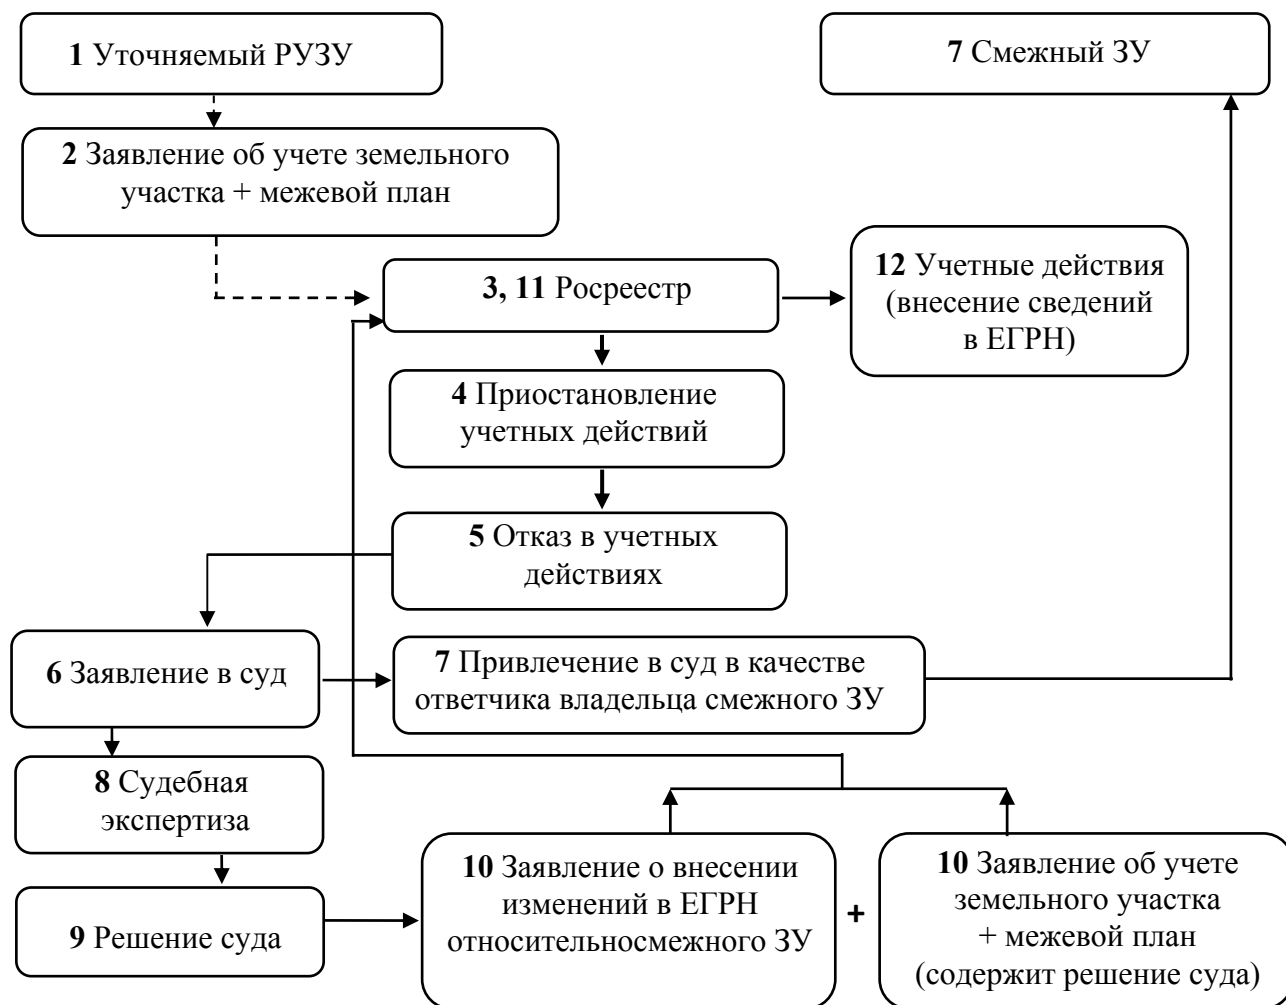 1 Уточняемый РУЗУ
7 Смежный ЗУ
2 Заявление об учете земельного
участка + межевой план
3, 11 Росреестр
12 Учетные действия
(внесение сведений
в ЕГРН)
4 Приостановление
учетных действий
5 Отказ в учетных
действиях
6 Заявление в суд
7 Привлечение в суд в качестве
ответчика владельца смежного ЗУ
8 Судебная
экспертиза
9 Решение суда
10 Заявление о внесении
изменений в ЕГРН
относительносмежного ЗУ
+
10 Заявление об учете
земельного участка
+ межевой план
(содержит решение суда)